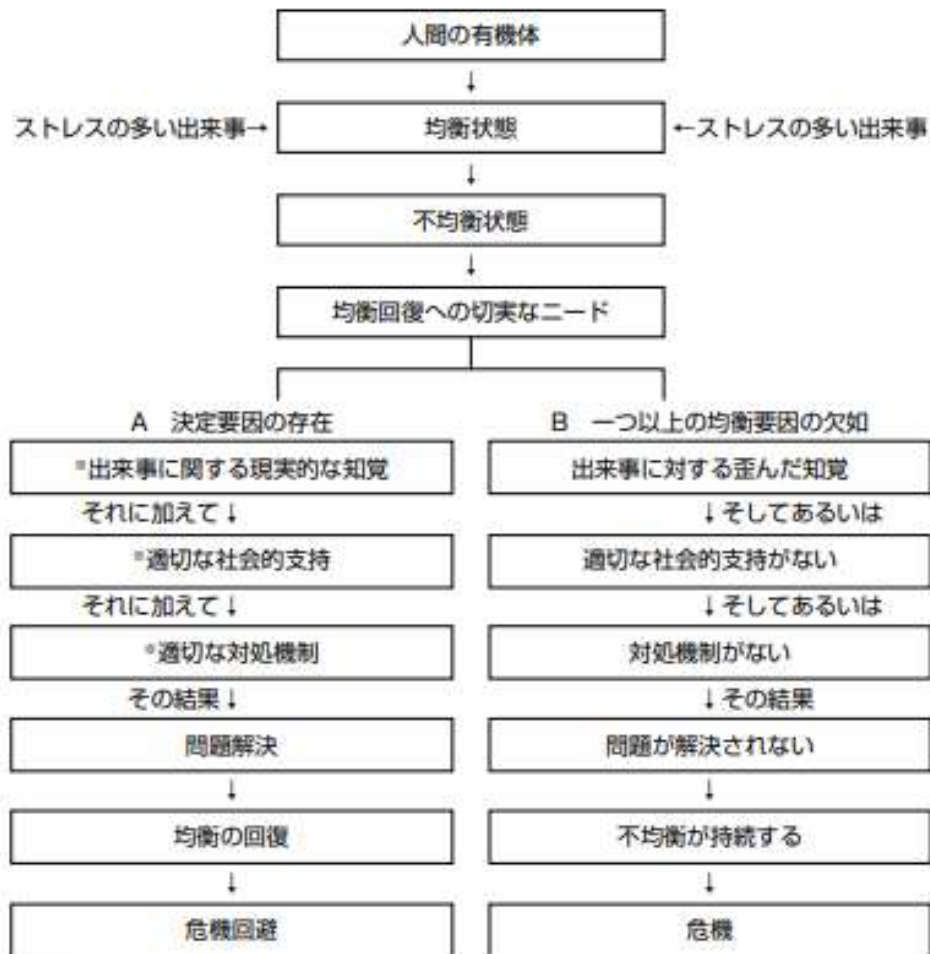 人間の有機体
↓
ストレスの多い出来事→ 均衡状態 ←ストレスの多い出来事
↓
不均衡状態
↓
均衡回復への切実なニード
A 決定要因の存在
*出来事に関する現実的な知覚
それに加えて↓
*適切な社会的支持
それに加えて↓
*適切な対処機制
その結果↓
問題解決
↓
均衡の回復
↓
危機回避
B 一つ以上の均衡要因の欠如
出来事に対する歪んだ知覚
↓そしてあるいは
適切な社会的支持がない
↓そしてあるいは
対処機制がない
↓その結果
問題が解決されない
↓
不均衡が持続する
↓
危機